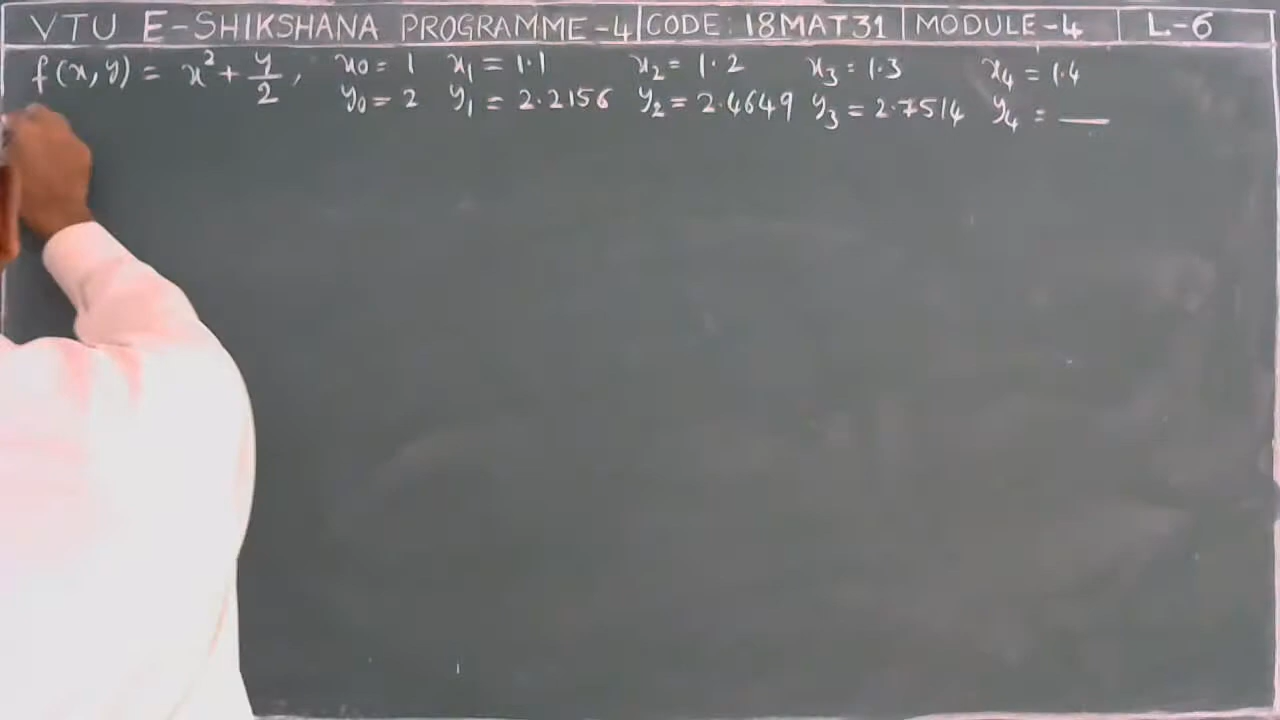 VTU E-SHIKSHANA PROGRAMME-4 CODE: 18MAT31 MODULE-4 L-6
f(x,y) = x² + y/2, x₀ = 1 x₁ = 1.1 x₂ = 1.2 x₃ = 1.3 x₄ = 1.4
y₀ = 2 y₁ = 2.2156 y₂ = 2.4649 y₃ = 2.7514 y₄ = __